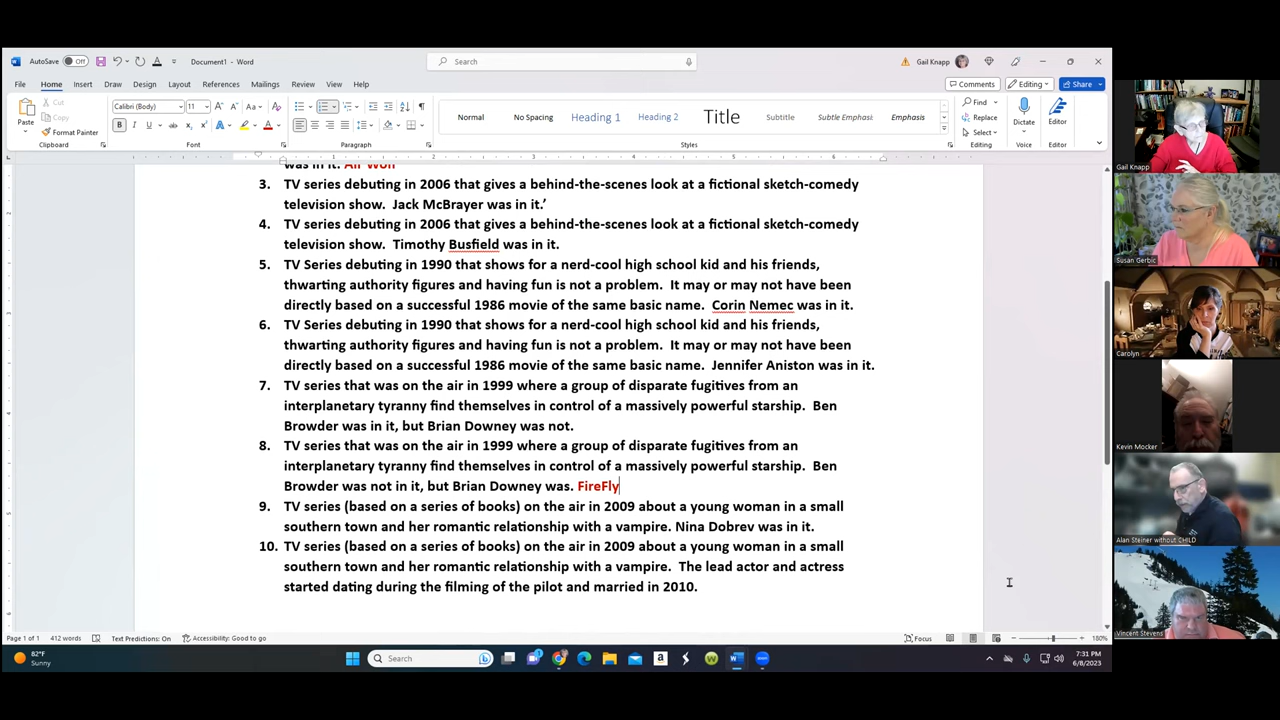 AutoSave Off Document1 - Word Search Gail Knapp
File Home Insert Draw Design Layout References Mailings Review View Help Comments Editing Share
Paste Cut Copy Format Painter Calibri (Body) 11 Normal No Spacing Heading 1 Heading 2 Title Subtitle Subtle Emphasis Emphasis Find Replace Select Dictate Editor
Clipboard Font Paragraph Styles Editing Voice Editor
was in it. Air Wolf
3. TV series debuting in 2006 that gives a behind-the-scenes look at a fictional sketch-comedy
television show. Jack McBrayer was in it.’
4. TV series debuting in 2006 that gives a behind-the-scenes look at a fictional sketch-comedy
television show. Timothy Busfield was in it.
5. TV Series debuting in 1990 that shows for a nerd-cool high school kid and his friends,
thwarting authority figures and having fun is not a problem. It may or may not have been
directly based on a successful 1986 movie of the same basic name. Corin Nemec was in it.
6. TV Series debuting in 1990 that shows for a nerd-cool high school kid and his friends,
thwarting authority figures and having fun is not a problem. It may or may not have been
directly based on a successful 1986 movie of the same basic name. Jennifer Aniston was in it.
7. TV series that was on the air in 1999 where a group of disparate fugitives from an
interplanetary tyranny find themselves in control of a massively powerful starship. Ben
Browder was in it, but Brian Downey was not.
8. TV series that was on the air in 1999 where a group of disparate fugitives from an
interplanetary tyranny find themselves in control of a massively powerful starship. Ben
Browder was not in it, but Brian Downey was. FireFly
9. TV series (based on a series of books) on the air in 2009 about a young woman in a small
southern town and her romantic relationship with a vampire. Nina Dobrev was in it.
10. TV series (based on a series of books) on the air in 2009 about a young woman in a small
southern town and her romantic relationship with a vampire. The lead actor and actress
started dating during the filming of the pilot and married in 2010.
Page 1 of 1 412 words Text Predictions: On Accessibility: Good to go Focus 180%
82°F
Sunny
Search
7:31 PM
6/8/2023
Gail Knapp
Susan Gerbic
Carolyn
Kevin Mocker
Alan Steiner without CHILD
Vincent Stevens